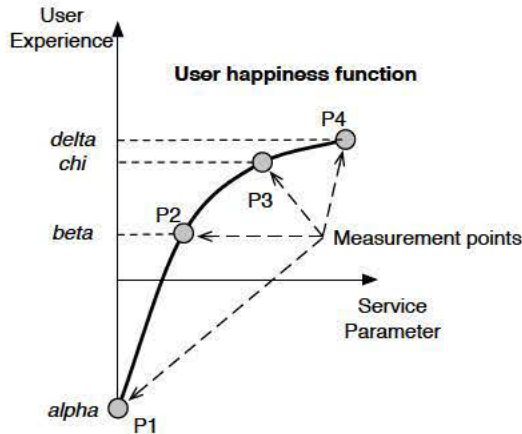 User
Experience
User happiness function
delta
P4
chi
P3
P2
beta
Measurement points
Service
Parameter
alpha
P1